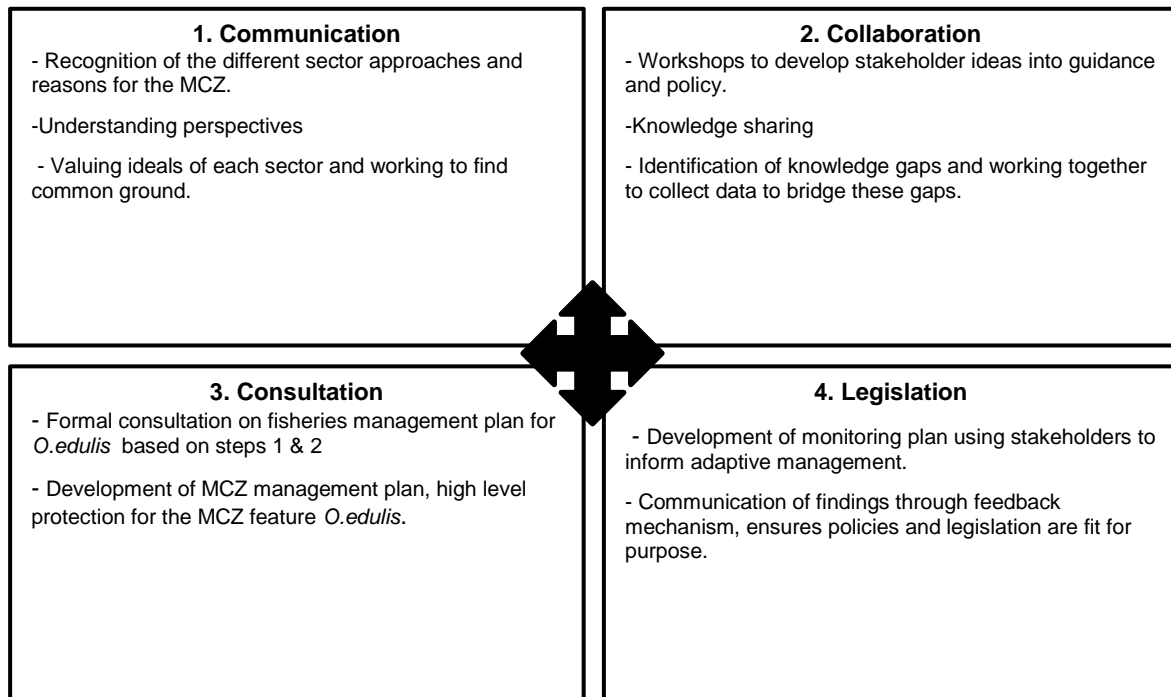 1. Communication
- Recognition of the different sector approaches and
reasons for the MCZ.
-Understanding perspectives
- Valuing ideals of each sector and working to find
common ground.
2. Collaboration
- Workshops to develop stakeholder ideas into guidance
and policy.
-Knowledge sharing
- Identification of knowledge gaps and working together
to collect data to bridge these gaps.
3. Consultation
- Formal consultation on fisheries management plan for
O.edulis based on steps 1 & 2
- Development of MCZ management plan, high level
protection for the MCZ feature O.edulis.
4. Legislation
- Development of monitoring plan using stakeholders to
inform adaptive management.
- Communication of findings through feedback
mechanism, ensures policies and legislation are fit for
purpose.